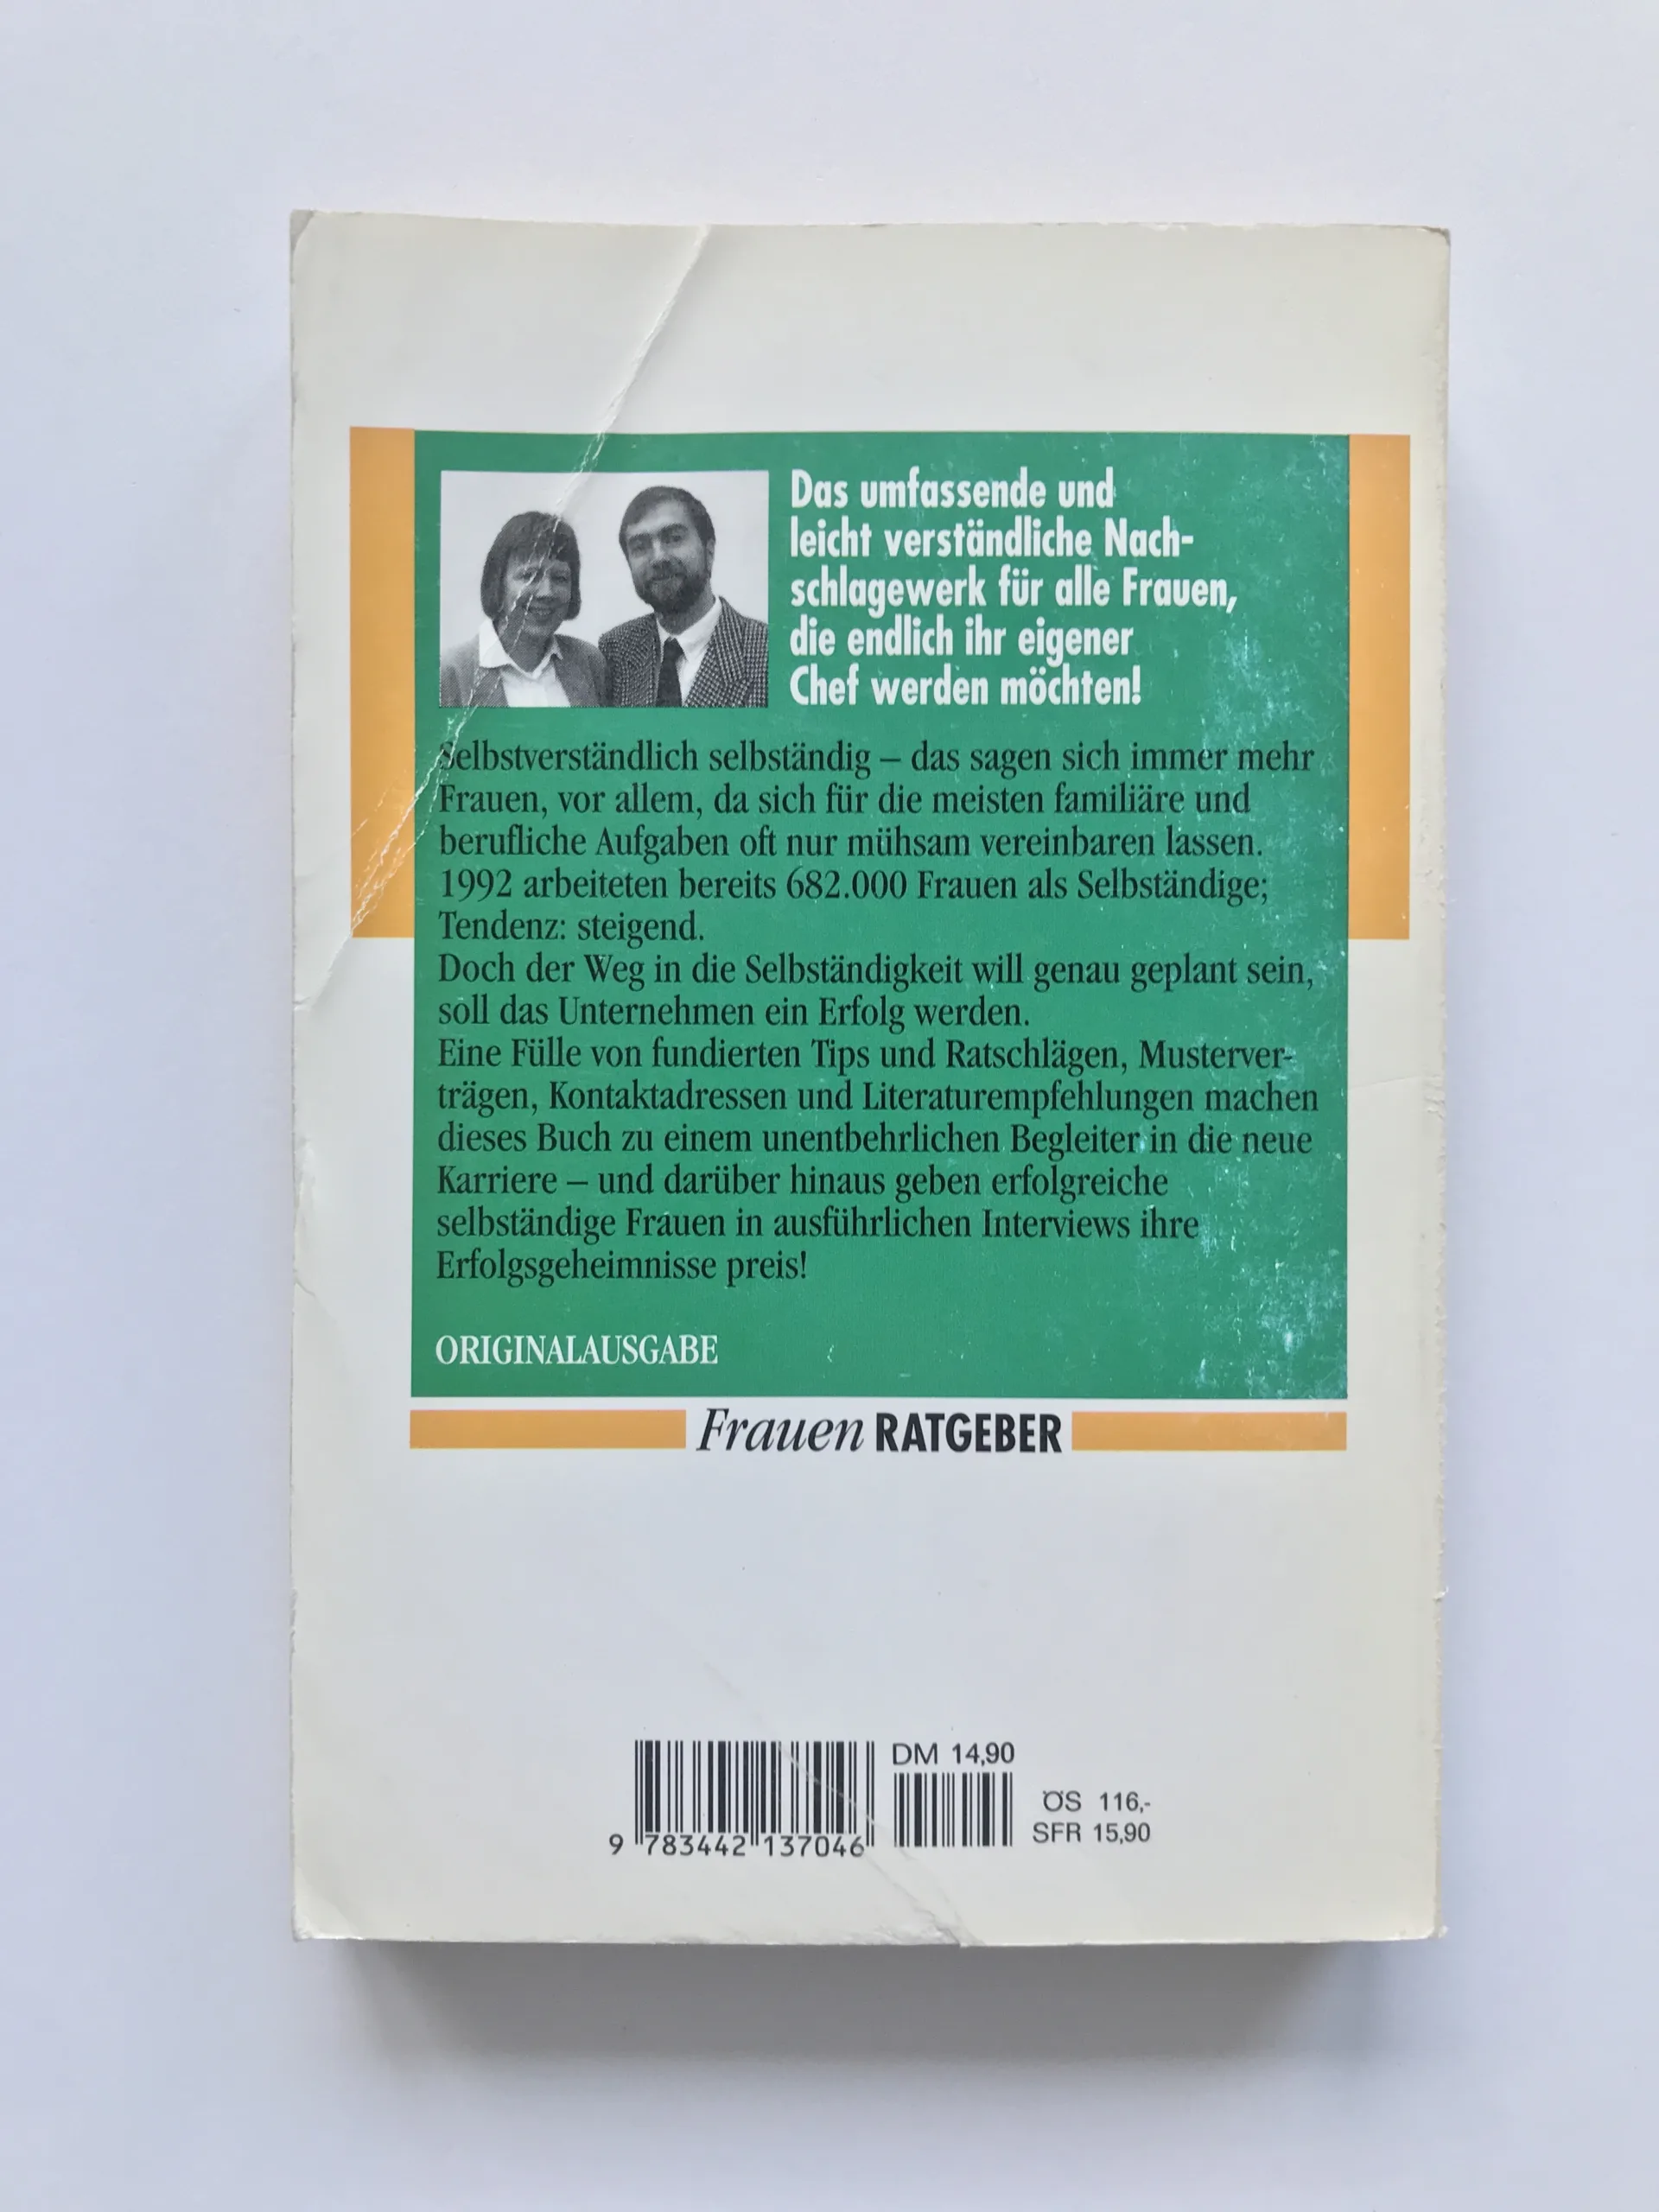 Das umfassende und
leicht verständliche Nach-
schlagewerk für alle Frauen,
die endlich ihr eigener
Chef werden möchten!
Selbstverständlich selbständig – das sagen sich immer mehr
Frauen, vor allem, da sich für die meisten familiäre und
berufliche Aufgaben oft nur mühsam vereinbaren lassen.
1992 arbeiteten bereits 682.000 Frauen als Selbständige;
Tendenz: steigend.
Doch der Weg in die Selbständigkeit will genau geplant sein,
soll das Unternehmen ein Erfolg werden.
Eine Fülle von fundierten Tips und Ratschlägen, Musterver-
trägen, Kontaktadressen und Literaturempfehlungen machen
dieses Buch zu einem unentbehrlichen Begleiter in die neue
Karriere – und darüber hinaus geben erfolgreiche
selbständige Frauen in ausführlichen Interviews ihre
Erfolgsgeheimnisse preis!
ORIGINALAUSGABE
Frauen RATGEBER
DM 14,90
ÖS 116,-
SFR 15,90
9 783442 137046